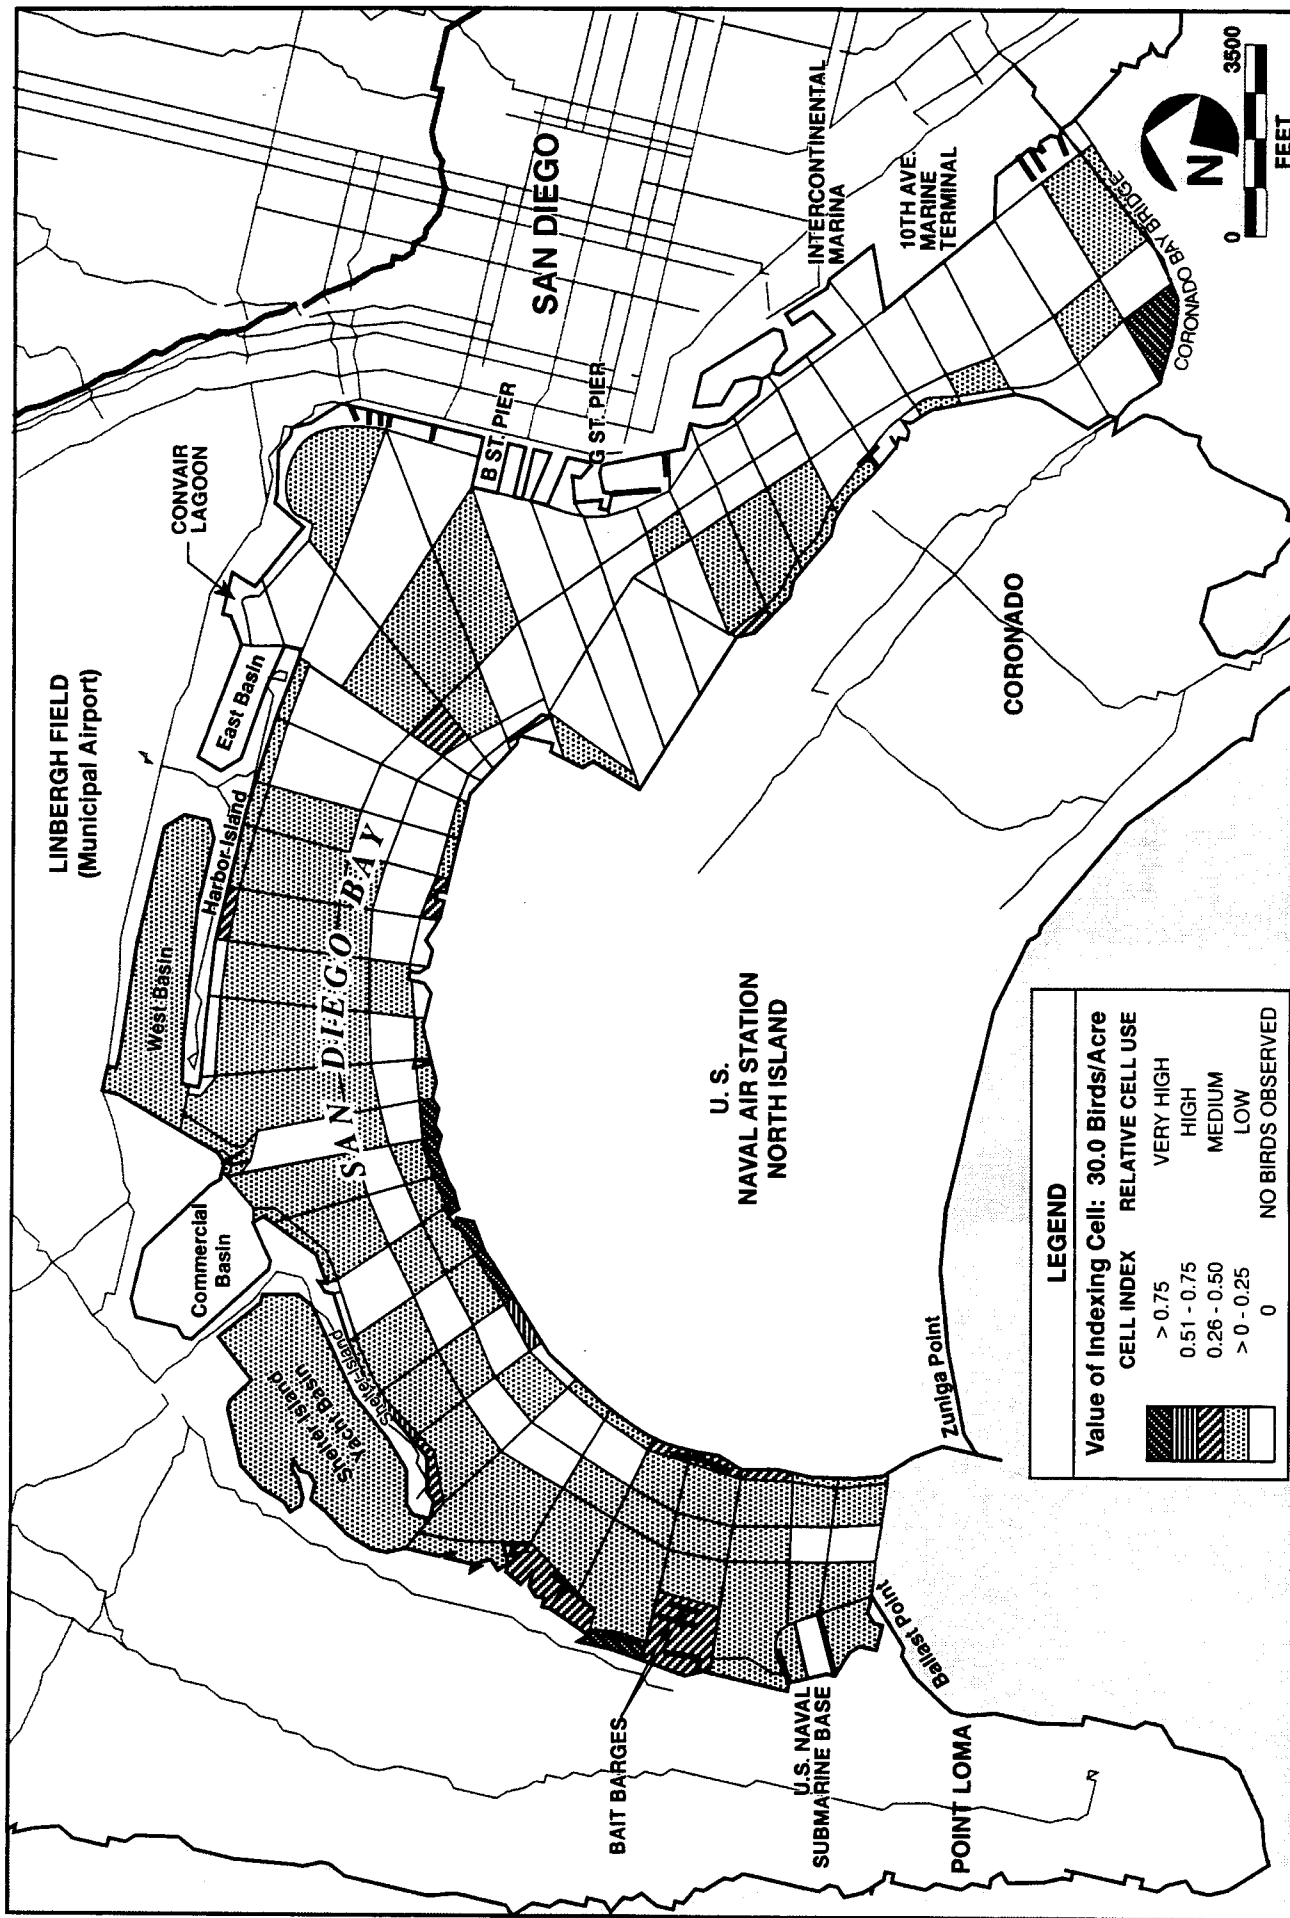 LINBERGH FIELD
(Municipal Airport)
CONVAIR
LAGOON
SAN DIEGO
B ST. PIER
G ST. PIER
INTERCONTINENTAL
MARINA
10TH AVE.
MARINE
TERMINAL
CORONADO BAY BRIDGE
CORONADO BAY BRIDGE
N
0
3500
FEET
East Basin
Harbor Island
West Basin
Commercial
Basin
Shelter Island
Yacht Basin
Shelter Island
SAN DIEGO BAY
CORONADO
U. S.
NAVAL AIR STATION
NORTH ISLAND
Zuniga Point
Ballast Point
BAIT BARGES
U.S. NAVAL
SUBMARINE BASE
POINT LOMA
LEGEND
Value of Indexing Cell: 30.0 Birds/Acre
CELL INDEX RELATIVE CELL USE
> 0.75 VERY HIGH
0.51 - 0.75 HIGH
0.26 - 0.50 MEDIUM
> 0 - 0.25 LOW
0 NO BIRDS OBSERVED